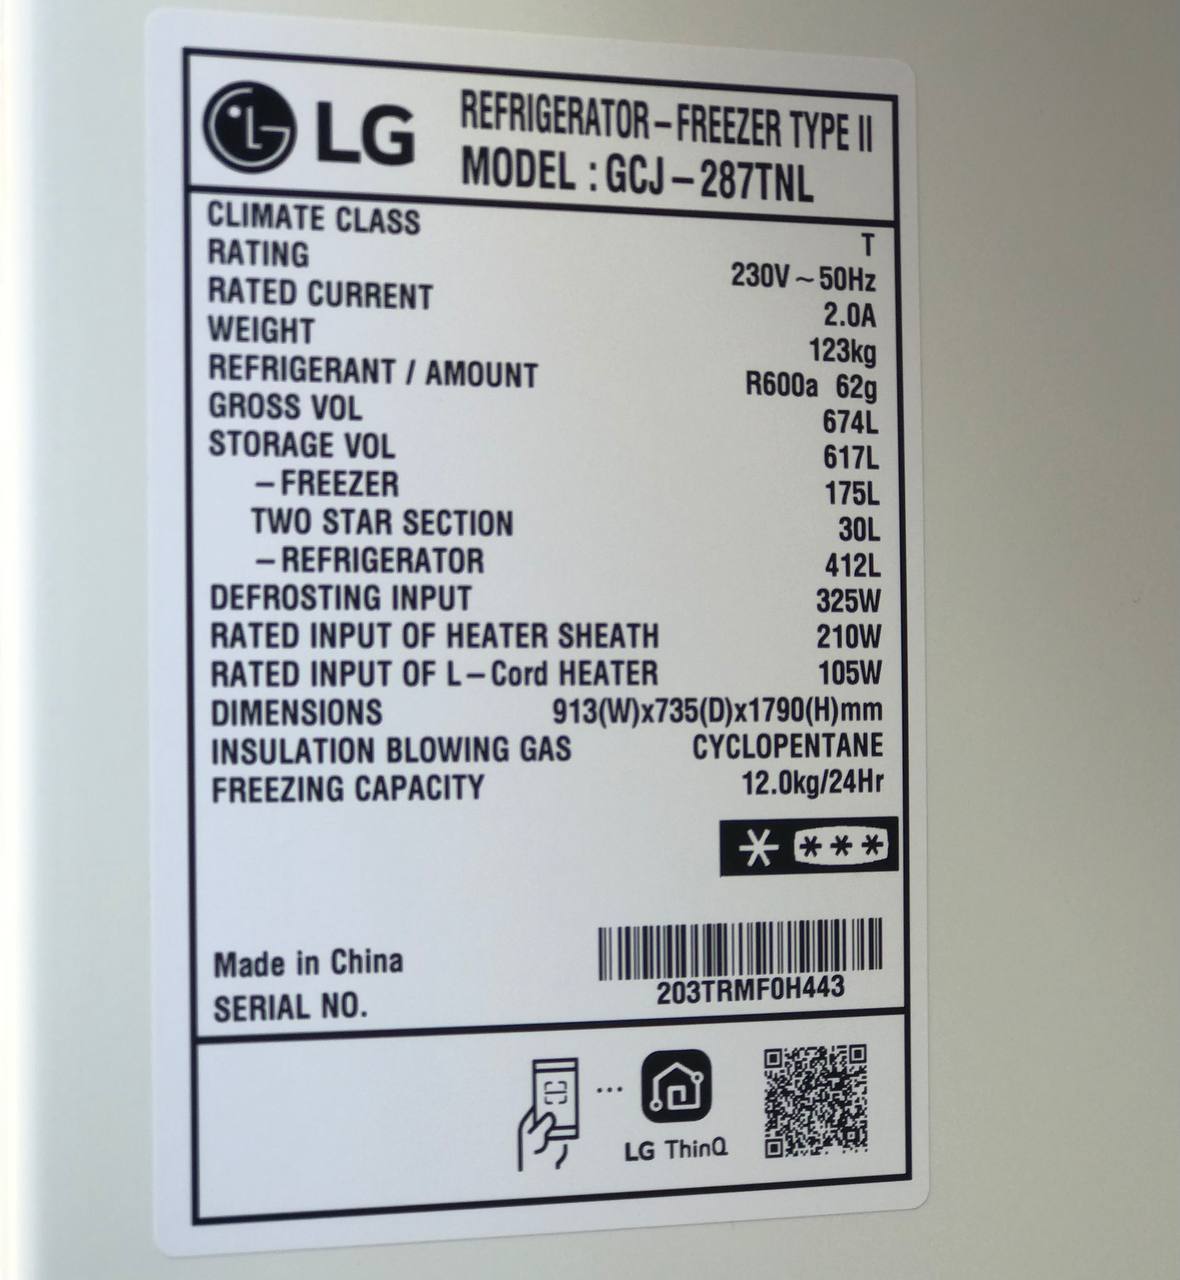 LG
REFRIGERATOR-FREEZER TYPE II
MODEL : GCJ-287TNL
CLIMATE CLASS T
RATING 230V ~ 50Hz
RATED CURRENT 2.0A
WEIGHT 123kg
REFRIGERANT / AMOUNT R600a 62g
GROSS VOL 674L
STORAGE VOL 617L
-FREEZER 175L
TWO STAR SECTION 30L
-REFRIGERATOR 412L
DEFROSTING INPUT 325W
RATED INPUT OF HEATER SHEATH 210W
RATED INPUT OF L-Cord HEATER 105W
DIMENSIONS 913(W)x735(D)x1790(H)mm
INSULATION BLOWING GAS CYCLOPENTANE
FREEZING CAPACITY 12.0kg/24Hr
Made in China
SERIAL NO. 203TRMF0H443
LG ThinQ